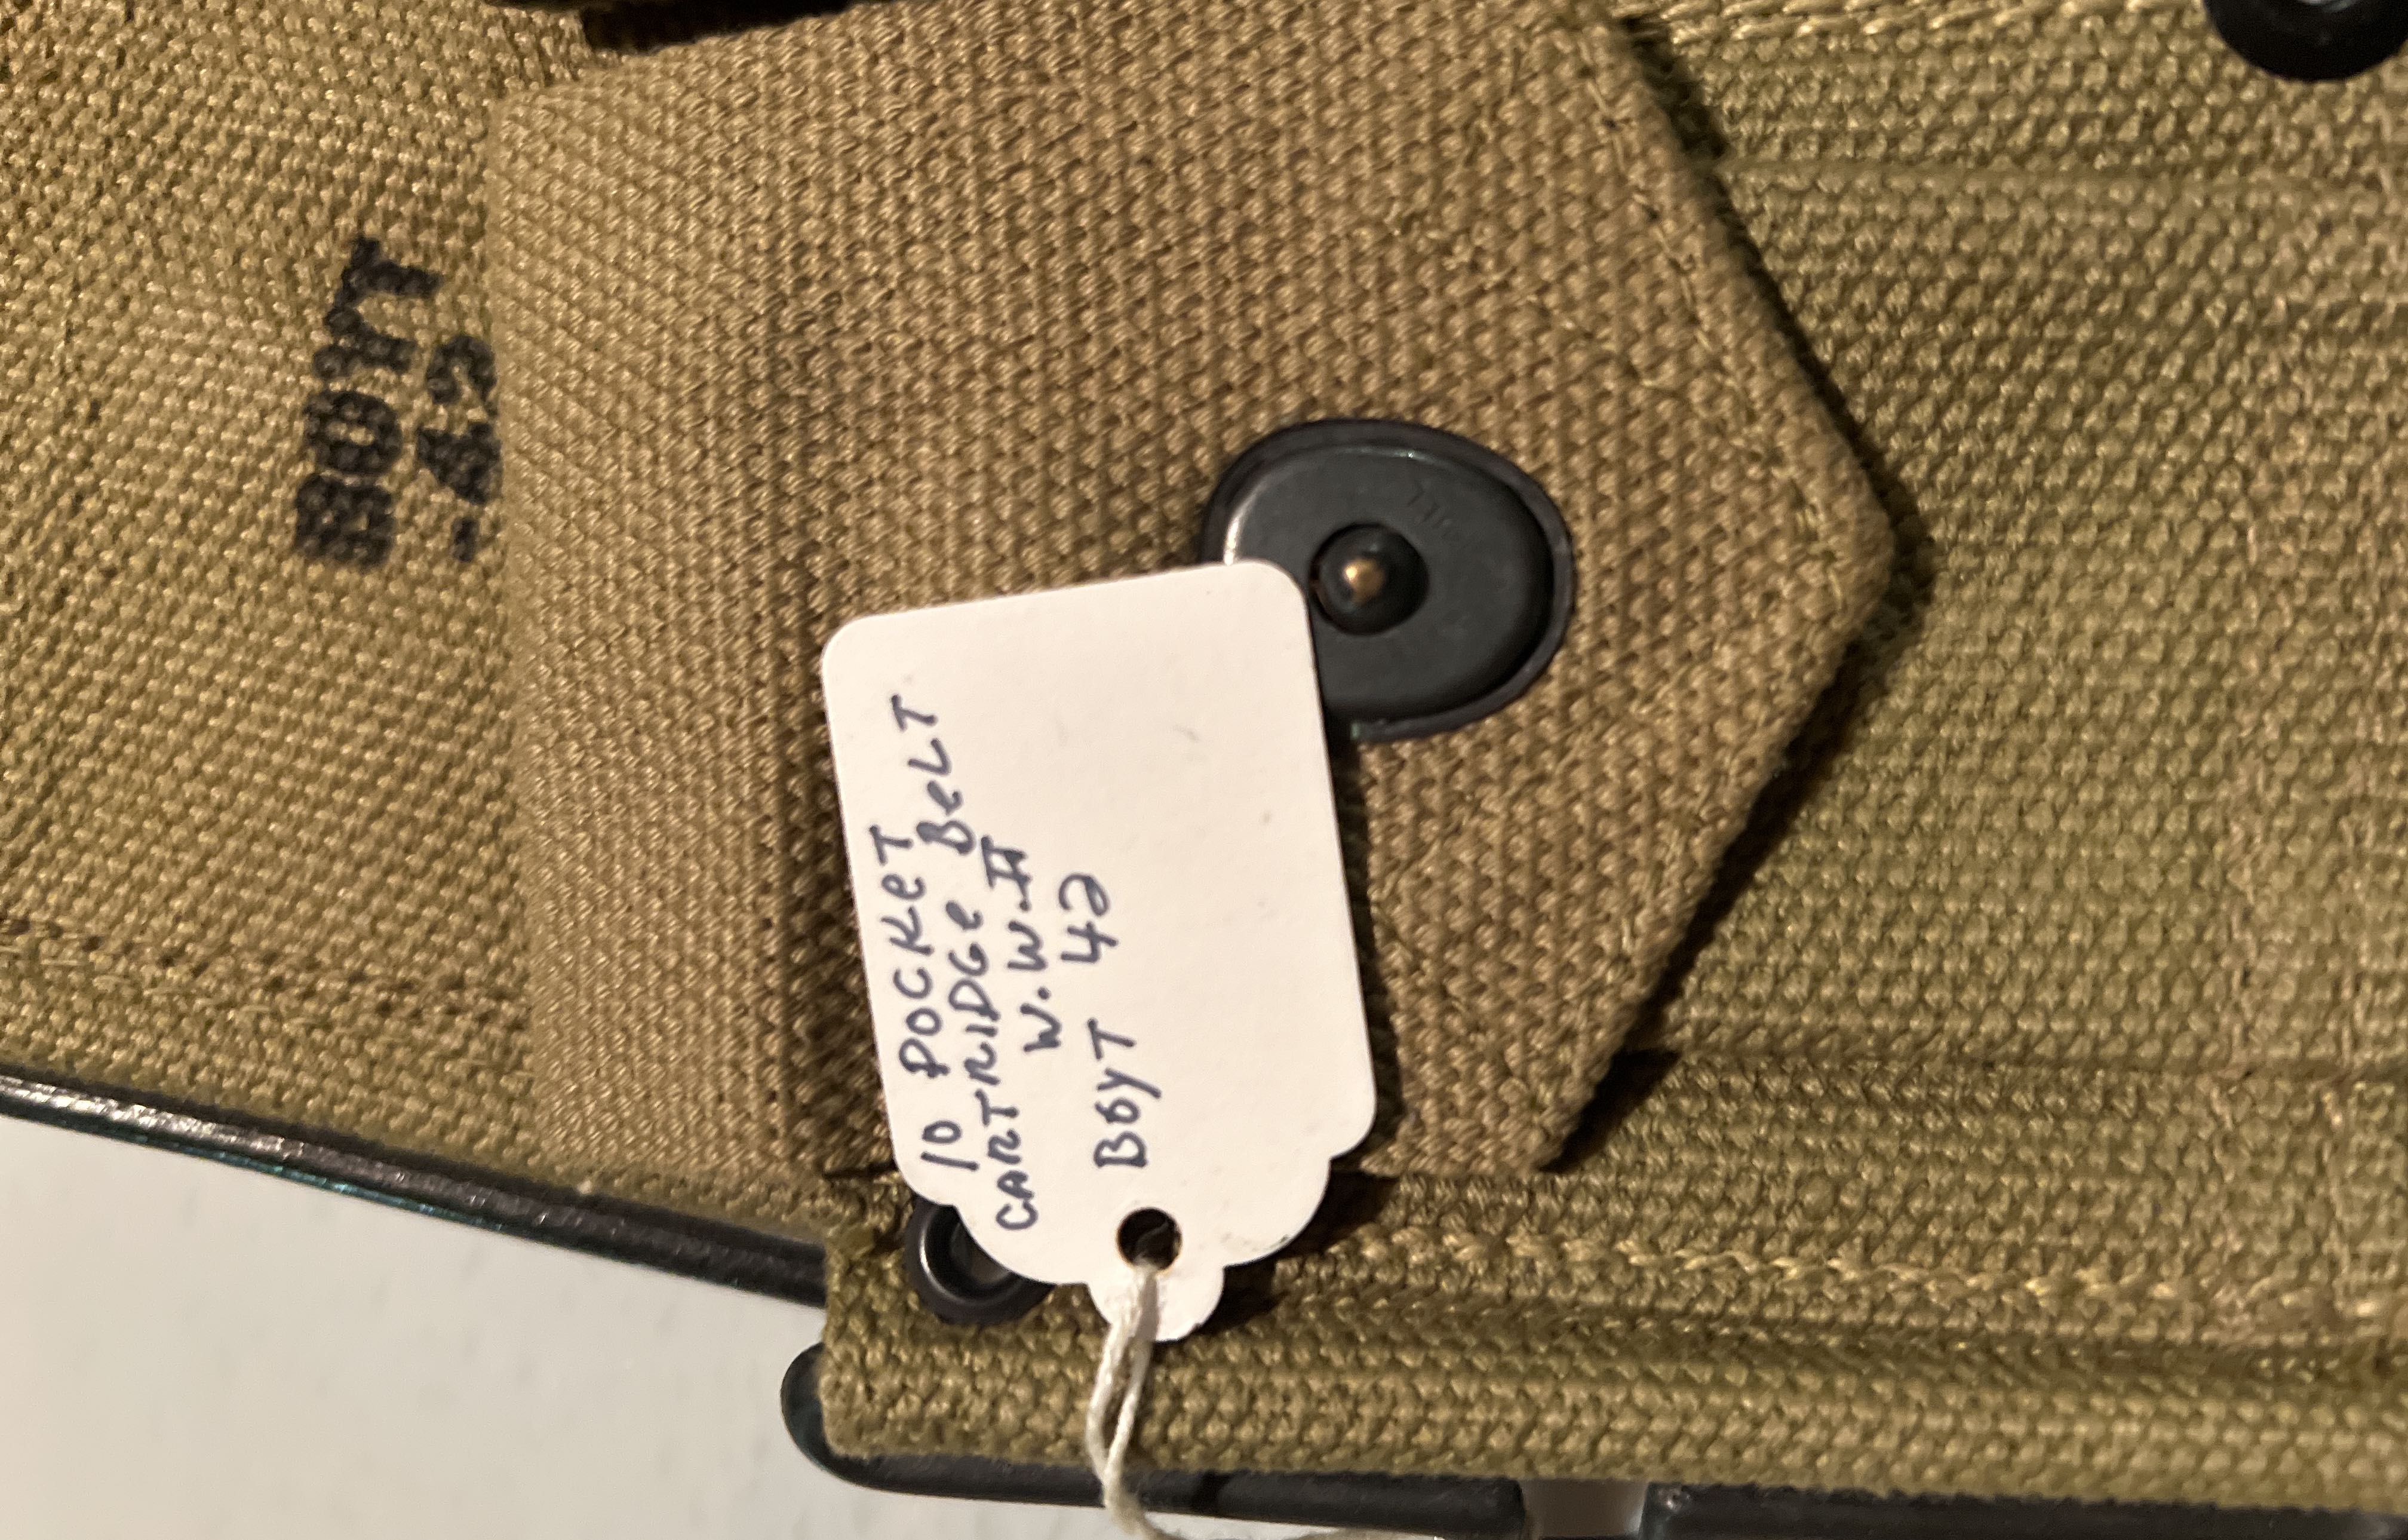 BOYT
-42-
10 POCKET
CARTRIDGE BeLT
W.W.II
BOYT 42